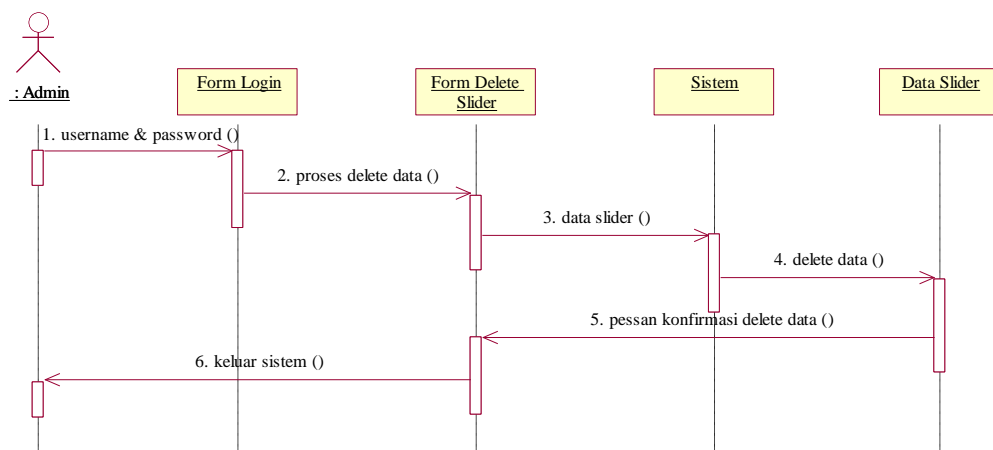 : Admin
Form Login
Form Delete
Slider
Sistem
Data Slider
1. username & password ()
2. proses delete data ()
3. data slider ()
4. delete data ()
5. pessan konfirmasi delete data ()
6. keluar sistem ()